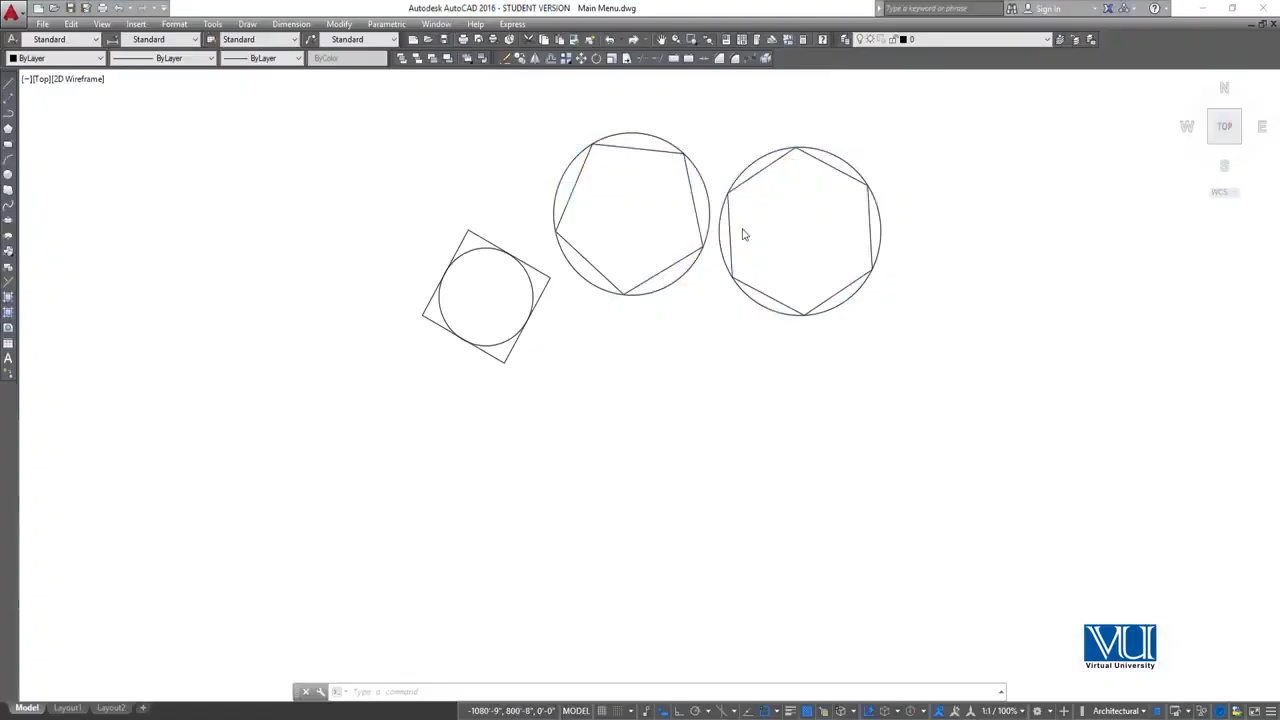 Autodesk AutoCAD 2016 - STUDENT VERSION Main Menu.dwg
Type a keyword or phrase
Sign In
File Edit View Insert Format Tools Draw Dimension Modify Parametric Window Help Express
Standard Standard Standard Standard 0
ByLayer ByLayer ByLayer ByColor
[−][Top][2D Wireframe]
N
W TOP E
S
WCS
A
VU
Virtual University
Type a command
Model Layout1 Layout2 +
-1080'-9", 800'-8", 0'-0" MODEL 1:1 / 100% Architectural